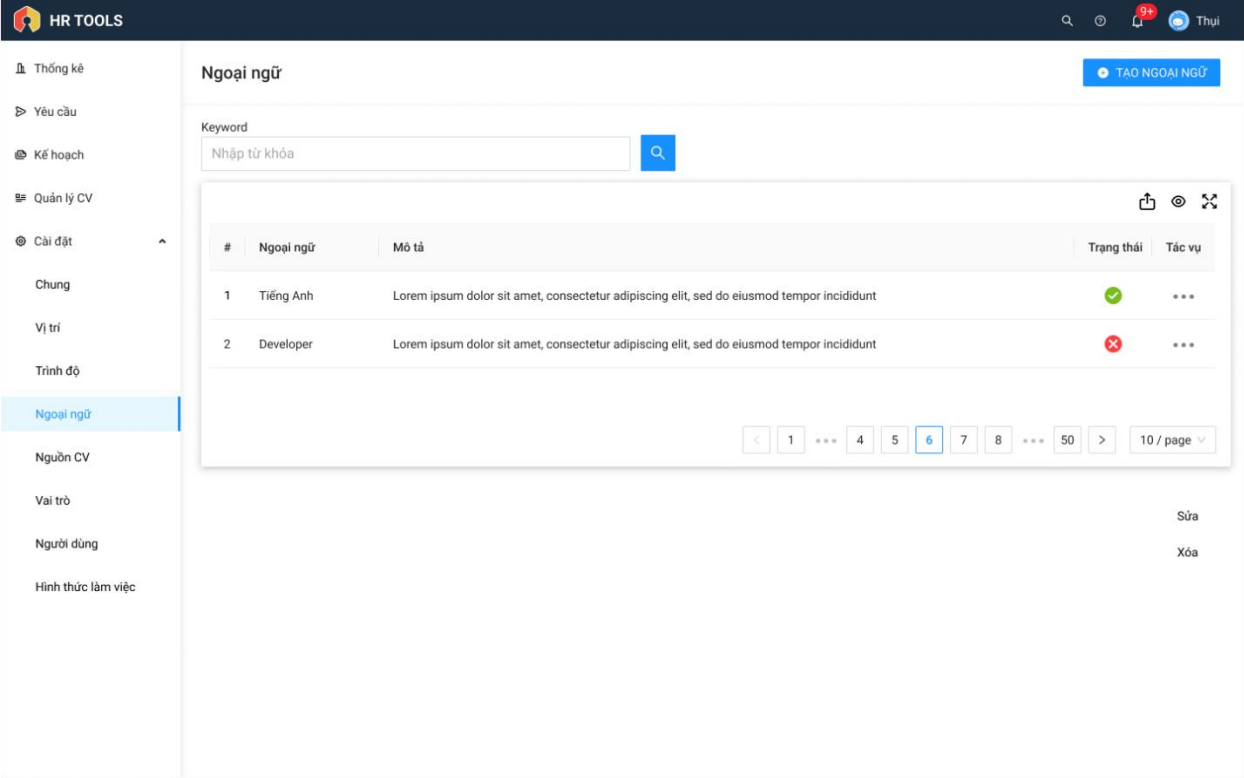 HR TOOLS
9+
Thụi
Thống kê
Yêu cầu
Kế hoạch
Quản lý CV
Cài đặt
Chung
Vị trí
Trình độ
Ngoại ngữ
Nguồn CV
Vai trò
Người dùng
Hình thức làm việc
Ngoại ngữ
TẠO NGOẠI NGỮ
Keyword
Nhập từ khóa
# Ngoại ngữ Mô tả Trạng thái Tác vụ
1 Tiếng Anh Lorem ipsum dolor sit amet, consectetur adipiscing elit, sed do eiusmod tempor incididunt
2 Developer Lorem ipsum dolor sit amet, consectetur adipiscing elit, sed do eiusmod tempor incididunt
< 1 ••• 4 5 6 7 8 ••• 50 > 10 / page
Sửa
Xóa